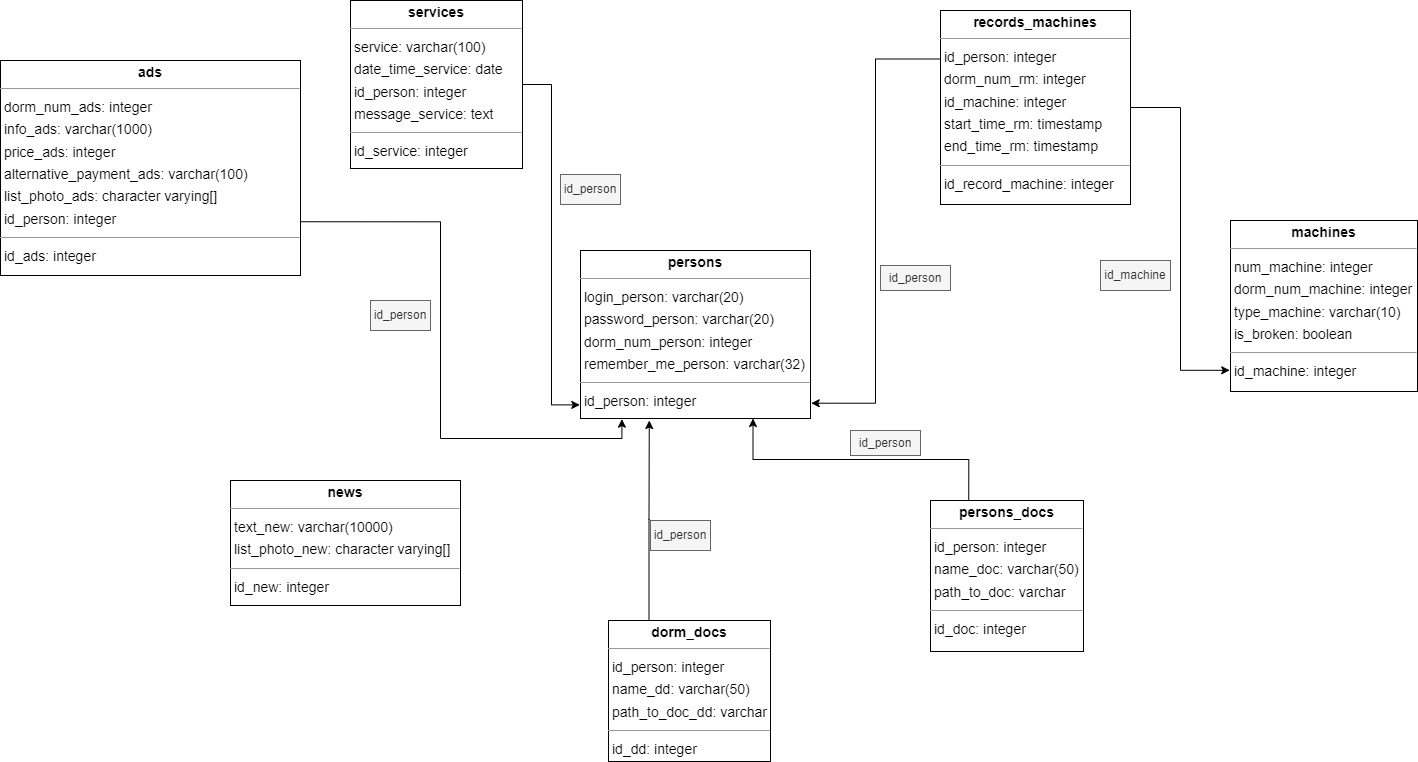 services
service: varchar(100)
date_time_service: date
id_person: integer
message_service: text
id_service: integer
records_machines
id_person: integer
dorm_num_rm: integer
id_machine: integer
start_time_rm: timestamp
end_time_rm: timestamp
id_record_machine: integer
ads
dorm_num_ads: integer
info_ads: varchar(1000)
price_ads: integer
alternative_payment_ads: varchar(100)
list_photo_ads: character varying[]
id_person: integer
id_ads: integer
id_person
machines
num_machine: integer
dorm_num_machine: integer
type_machine: varchar(10)
is_broken: boolean
id_machine: integer
persons
login_person: varchar(20)
password_person: varchar(20)
dorm_num_person: integer
remember_me_person: varchar(32)
id_person: integer
id_person
id_machine
id_person
id_person
news
text_new: varchar(10000)
list_photo_new: character varying[]
id_new: integer
persons_docs
id_person: integer
name_doc: varchar(50)
path_to_doc: varchar
id_doc: integer
id_person
dorm_docs
id_person: integer
name_dd: varchar(50)
path_to_doc_dd: varchar
id_dd: integer